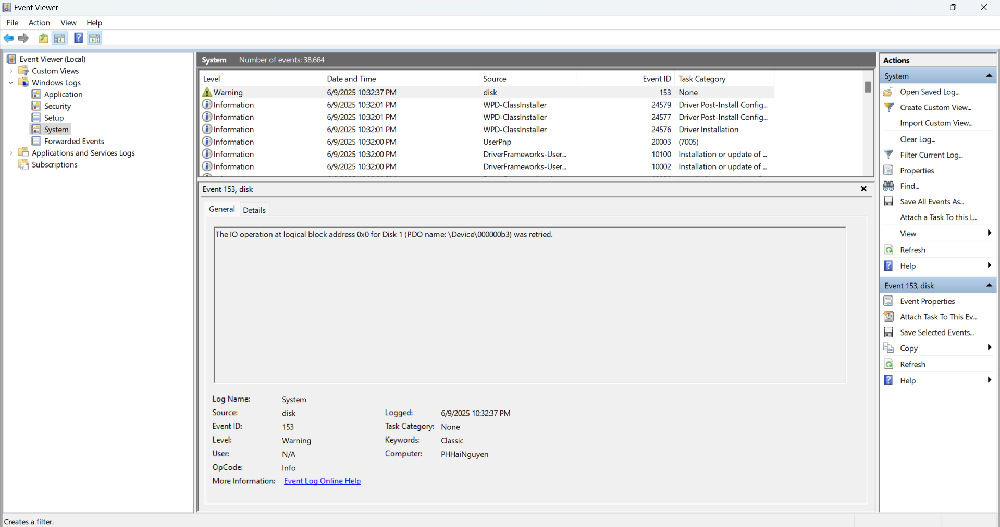 Event Viewer
File Action View Help
Event Viewer (Local)
Custom Views
Windows Logs
Application
Security
Setup
System
Forwarded Events
Applications and Services Logs
Subscriptions
System Number of events: 38,664
Level Date and Time Source Event ID Task Category
Warning 6/9/2025 10:32:37 PM disk 153 None
Information 6/9/2025 10:32:01 PM WPD-ClassInstaller 24579 Driver Post-Install Config...
Information 6/9/2025 10:32:01 PM WPD-ClassInstaller 24577 Driver Post-Install Config...
Information 6/9/2025 10:32:01 PM WPD-ClassInstaller 24576 Driver Installation
Information 6/9/2025 10:32:00 PM UserPnp 20003 (7005)
Information 6/9/2025 10:32:00 PM DriverFrameworks-User... 10100 Installation or update of ...
Information 6/9/2025 10:32:00 PM DriverFrameworks-User... 10002 Installation or update of ...
Event 153, disk
General Details
The IO operation at logical block address 0x0 for Disk 1 (PDO name: \Device\000000b3) was retried.
Log Name: System
Source: disk Logged: 6/9/2025 10:32:37 PM
Event ID: 153 Task Category: None
Level: Warning Keywords: Classic
User: N/A Computer: PHHaiNguyen
OpCode: Info
More Information: Event Log Online Help
Actions
System
Open Saved Log...
Create Custom View...
Import Custom View...
Clear Log...
Filter Current Log...
Properties
Find...
Save All Events As...
Attach a Task To this L...
View
Refresh
Help
Event 153, disk
Event Properties
Attach Task To This Ev...
Save Selected Events...
Copy
Refresh
Help
Creates a filter.